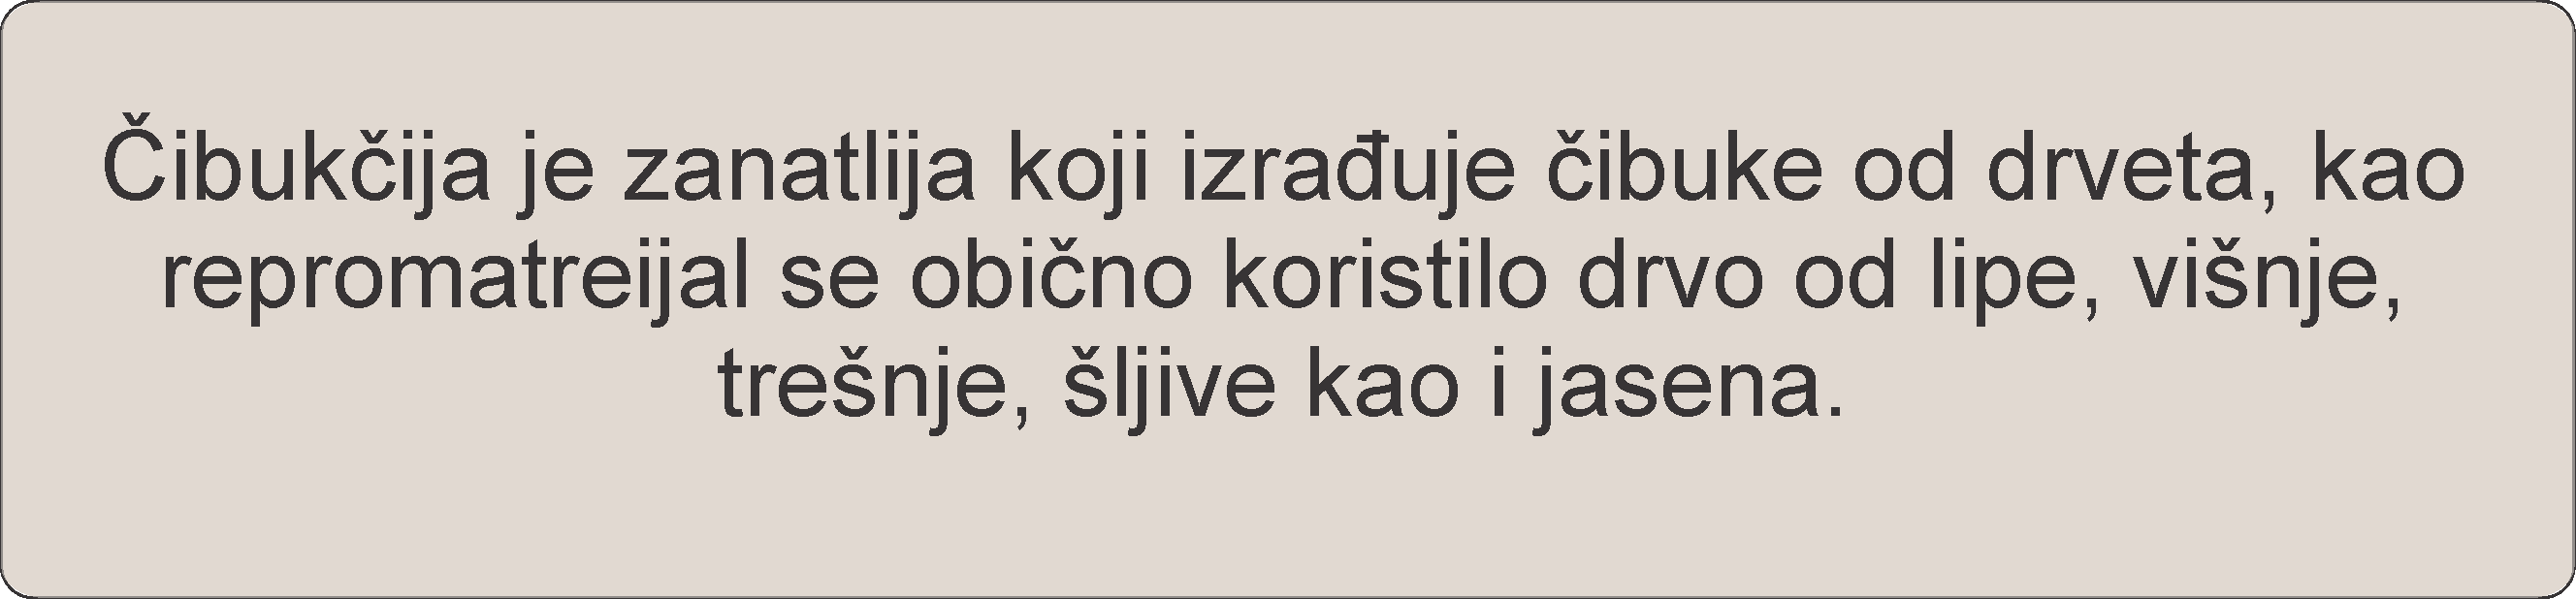 Čibukčija je zanatlija koji izrađuje čibuke od drveta, kao
repromatreijal se obično koristilo drvo od lipe, višnje,
trešnje, šljive kao i jasena.